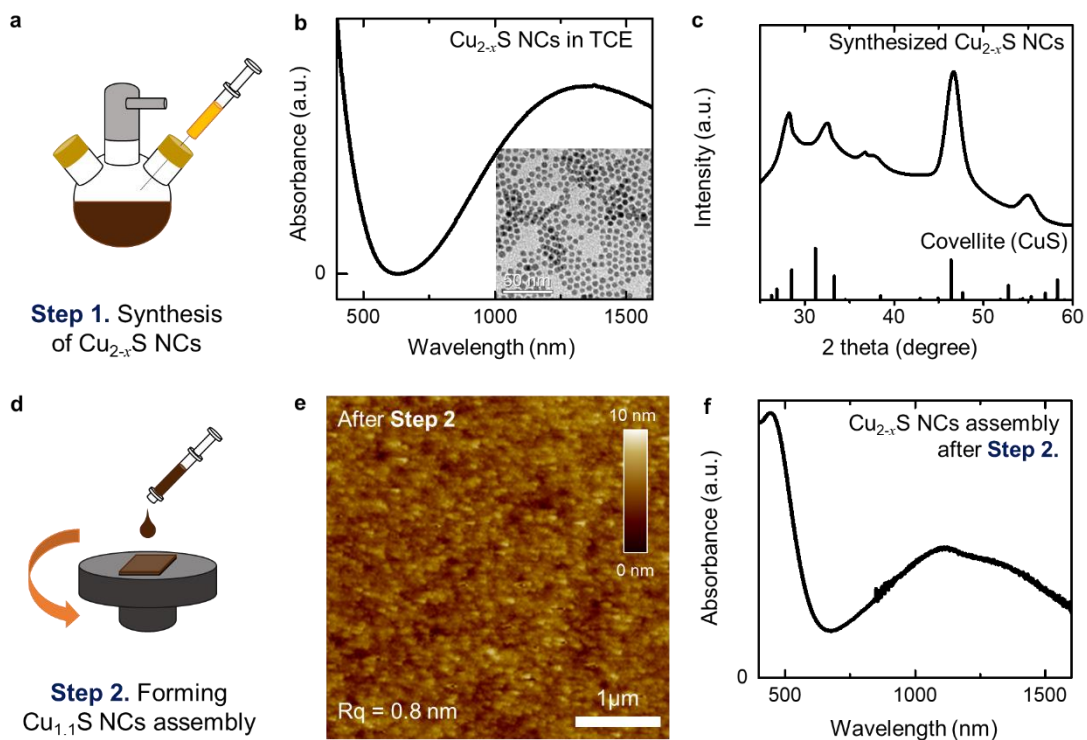 a
Step 1. Synthesis
of Cu2-xS NCs
b
Cu2-xS NCs in TCE
Absorbance (a.u.)
0
50 nm
500
1000
1500
Wavelength (nm)
c
Synthesized Cu2-xS NCs
Intensity (a.u.)
Covellite (CuS)
30
40
50
60
2 theta (degree)
d
Step 2. Forming
Cu1.1S NCs assembly
e
After Step 2
10 nm
0 nm
Rq = 0.8 nm
1μm
f
Cu2-xS NCs assembly
after Step 2.
Absorbance (a.u.)
0
500
1000
1500
Wavelength (nm)